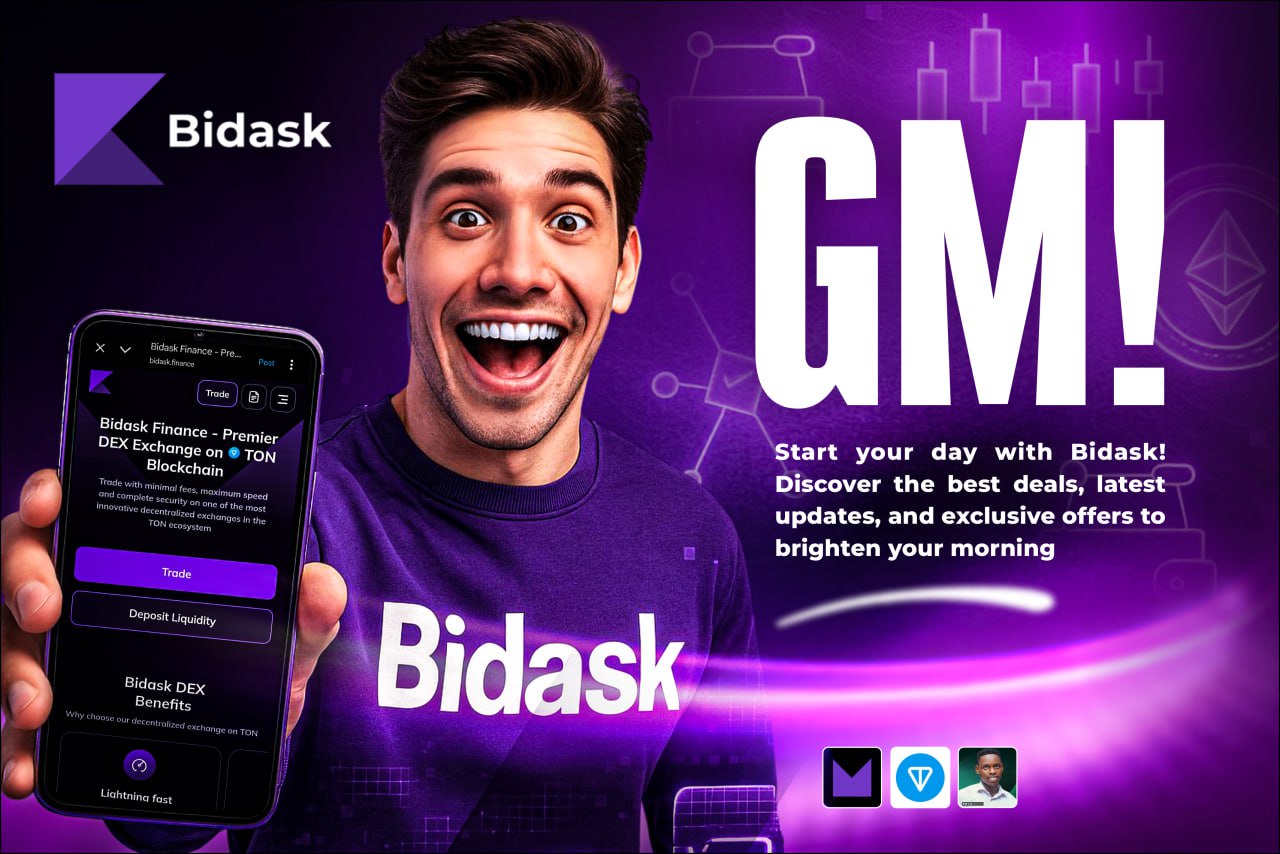 Bidask
GM!
Start your day with Bidask!
Discover the best deals, latest
updates, and exclusive offers to
brighten your morning
Bidask Finance - Pre...
bidask.finance
Post
Trade
Bidask Finance - Premier
DEX Exchange on TON
Blockchain
Trade with minimal fees, maximum speed
and complete security on one of the most
innovative decentralized exchanges in the
TON ecosystem
Trade
Deposit Liquidity
Bidask DEX
Benefits
Why choose our decentralized exchange on TON
Lightning fast
Bidask